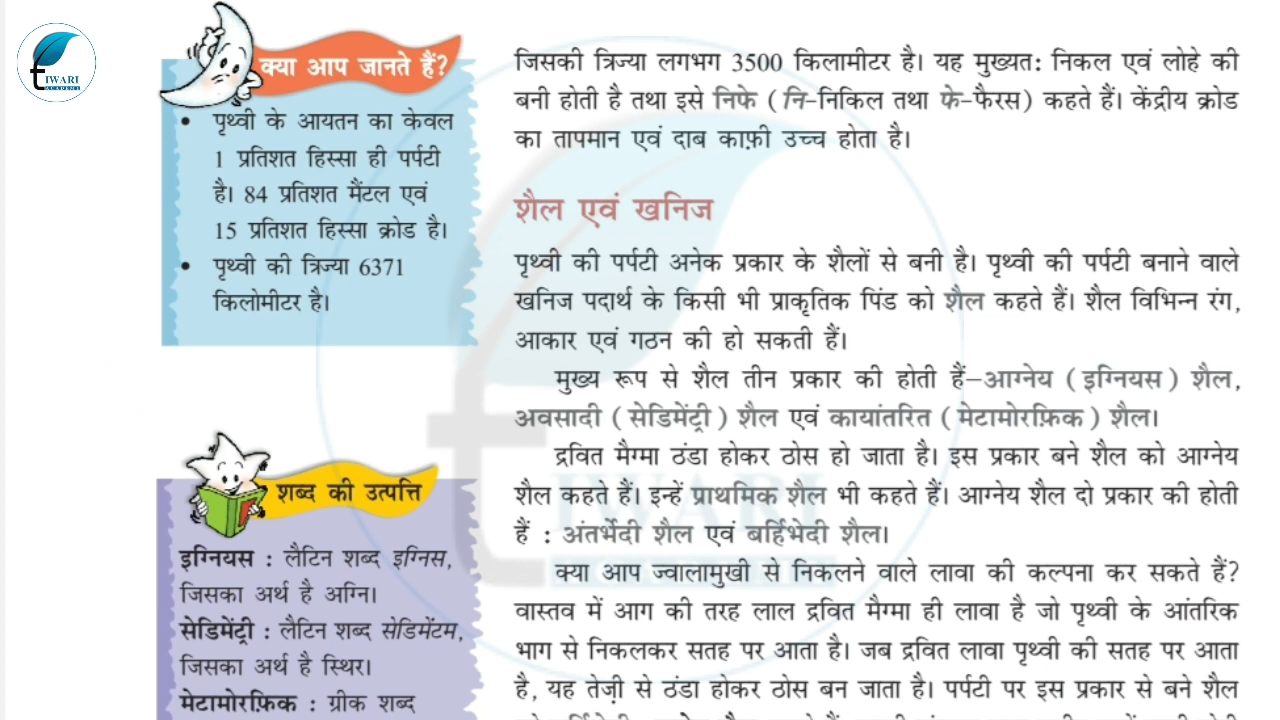 TIWARI
ACADEMY
क्या आप जानते हैं?
• पृथ्वी के आयतन का केवल
1 प्रतिशत हिस्सा ही पर्पटी
है। 84 प्रतिशत मैंटल एवं
15 प्रतिशत हिस्सा क्रोड है।
• पृथ्वी की त्रिज्या 6371
किलोमीटर है।
शब्द की उत्पत्ति
इग्नियस : लैटिन शब्द इग्निस,
जिसका अर्थ है अग्नि।
सेडिमेंट्री : लैटिन शब्द सेडिमेंटम,
जिसका अर्थ है स्थिर।
मेटामोरफ़िक : ग्रीक शब्द
जिसकी त्रिज्या लगभग 3500 किलामीटर है। यह मुख्यत: निकल एवं लोहे की
बनी होती है तथा इसे निफे (नि-निकिल तथा फे-फैरस) कहते हैं। केंद्रीय क्रोड
का तापमान एवं दाब काफ़ी उच्च होता है।
शैल एवं खनिज
पृथ्वी की पर्पटी अनेक प्रकार के शैलों से बनी है। पृथ्वी की पर्पटी बनाने वाले
खनिज पदार्थ के किसी भी प्राकृतिक पिंड को शैल कहते हैं। शैल विभिन्न रंग,
आकार एवं गठन की हो सकती हैं।
मुख्य रूप से शैल तीन प्रकार की होती हैं–आग्नेय (इग्नियस) शैल,
अवसादी (सेडिमेंट्री) शैल एवं कायांतरित (मेटामोरफ़िक) शैल।
द्रवित मैग्मा ठंडा होकर ठोस हो जाता है। इस प्रकार बने शैल को आग्नेय
शैल कहते हैं। इन्हें प्राथमिक शैल भी कहते हैं। आग्नेय शैल दो प्रकार की होती
हैं : अंतर्भेदी शैल एवं बर्हिभेदी शैल।
क्या आप ज्वालामुखी से निकलने वाले लावा की कल्पना कर सकते हैं?
वास्तव में आग की तरह लाल द्रवित मैग्मा ही लावा है जो पृथ्वी के आंतरिक
भाग से निकलकर सतह पर आता है। जब द्रवित लावा पृथ्वी की सतह पर आता
है, यह तेज़ी से ठंडा होकर ठोस बन जाता है। पर्पटी पर इस प्रकार से बने शैल